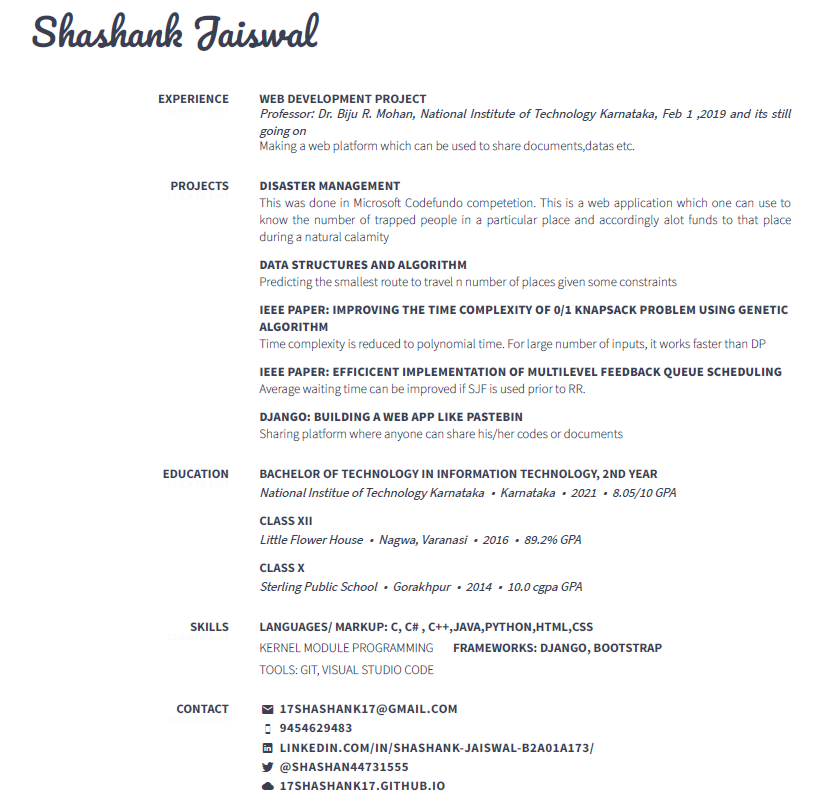 Shashank Jaiswal
EXPERIENCE
WEB DEVELOPMENT PROJECT
Professor: Dr. Biju R. Mohan, National Institute of Technology Karnataka, Feb 1 ,2019 and its still
going on
Making a web platform which can be used to share documents,datas etc.
PROJECTS
DISASTER MANAGEMENT
This was done in Microsoft Codefundo competetion. This is a web application which one can use to
know the number of trapped people in a particular place and accordingly alot funds to that place
during a natural calamity
DATA STRUCTURES AND ALGORITHM
Predicting the smallest route to travel n number of places given some constraints
IEEE PAPER: IMPROVING THE TIME COMPLEXITY OF 0/1 KNAPSACK PROBLEM USING GENETIC
ALGORITHM
Time complexity is reduced to polynomial time. For large number of inputs, it works faster than DP
IEEE PAPER: EFFICICENT IMPLEMENTATION OF MULTILEVEL FEEDBACK QUEUE SCHEDULING
Average waiting time can be improved if SJF is used prior to RR.
DJANGO: BUILDING A WEB APP LIKE PASTEBIN
Sharing platform where anyone can share his/her codes or documents
EDUCATION
BACHELOR OF TECHNOLOGY IN INFORMATION TECHNOLOGY, 2ND YEAR
National Institue of Technology Karnataka • Karnataka • 2021 • 8.05/10 GPA
CLASS XII
Little Flower House • Nagwa, Varanasi • 2016 • 89.2% GPA
CLASS X
Sterling Public School • Gorakhpur • 2014 • 10.0 cgpa GPA
SKILLS
LANGUAGES/ MARKUP: C, C# , C++,JAVA,PYTHON,HTML,CSS
KERNEL MODULE PROGRAMMING FRAMEWORKS: DJANGO, BOOTSTRAP
TOOLS: GIT, VISUAL STUDIO CODE
CONTACT
17SHASHANK17@GMAIL.COM
9454629483
LINKEDIN.COM/IN/SHASHANK-JAISWAL-B2A01A173/
@SHASHAN44731555
17SHASHANK17.GITHUB.IO